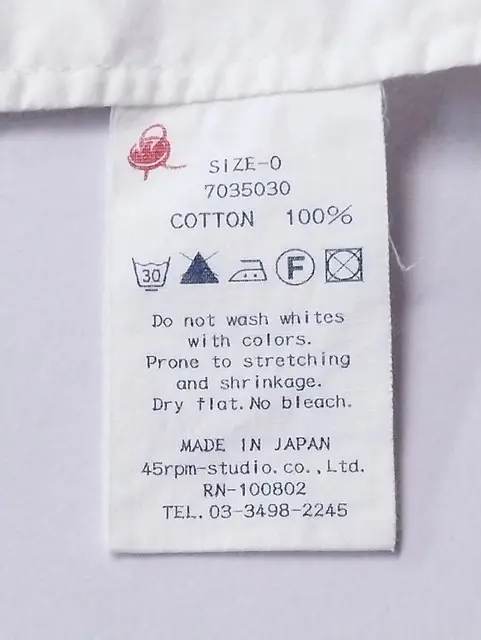 SIZE-0
7035030
COTTON 100%
30 F
Do not wash whites
with colors.
Prone to stretching
and shrinkage.
Dry flat. No bleach.
MADE IN JAPAN
45rpm-studio.co.,Ltd.
RN-100802
TEL. 03-3498-2245